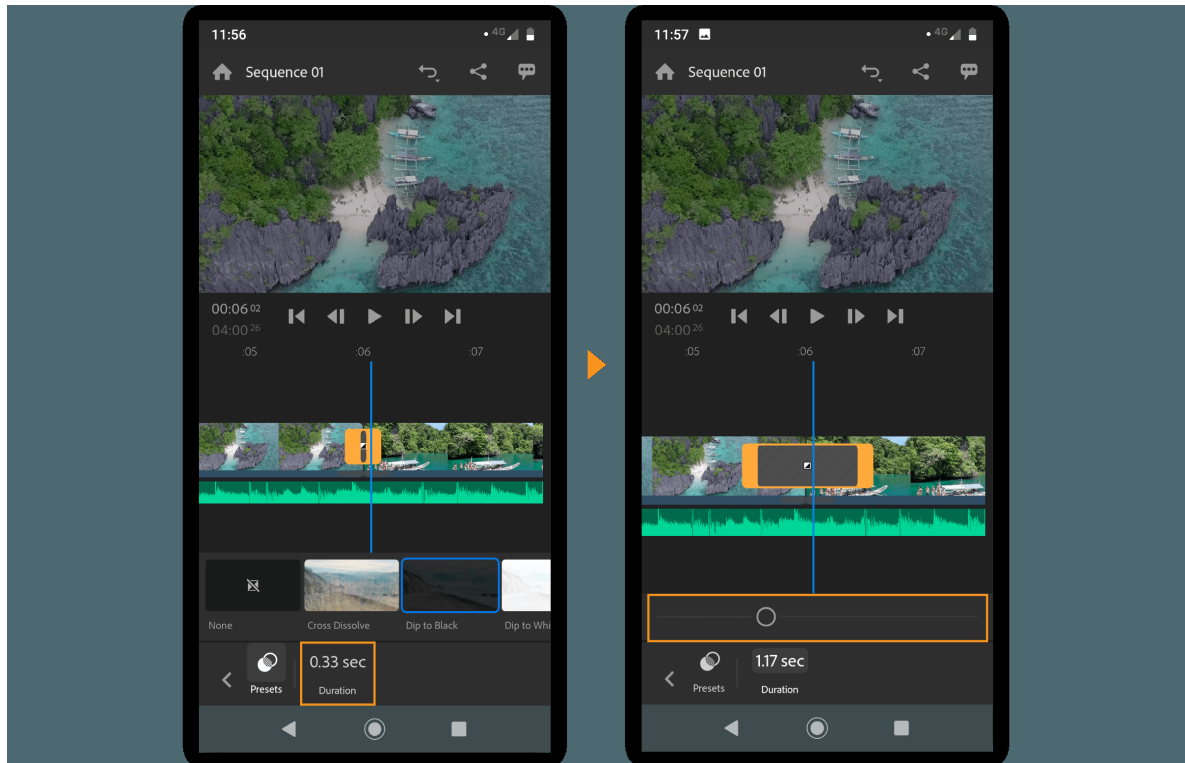 11:56
4G
Sequence 01
00:06 02
04:00 26
:05 :06 :07
None Cross Dissolve Dip to Black Dip to Whi
0.33 sec
Presets Duration
11:57
4G
Sequence 01
00:06 02
04:00 26
:05 :06 :07
1.17 sec
Presets Duration